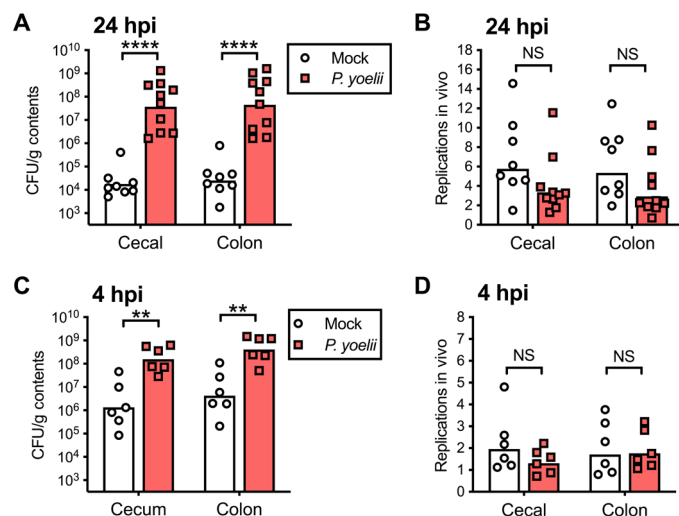 A 24 hpi
CFU/g contents
10¹⁰
10⁹
10⁸
10⁷
10⁶
10⁵
10⁴
10³
**** ****
Mock
P. yoelii
Cecal Colon
B 24 hpi
Replications in vivo
18
16
14
12
10
8
6
4
2
0
NS NS
Cecal Colon
C 4 hpi
CFU/g contents
10¹⁰
10⁹
10⁸
10⁷
10⁶
10⁵
10⁴
10³
** **
Mock
P. yoelii
Cecum Colon
D 4 hpi
Replications in vivo
8
7
6
5
4
3
2
1
0
NS NS
Cecal Colon